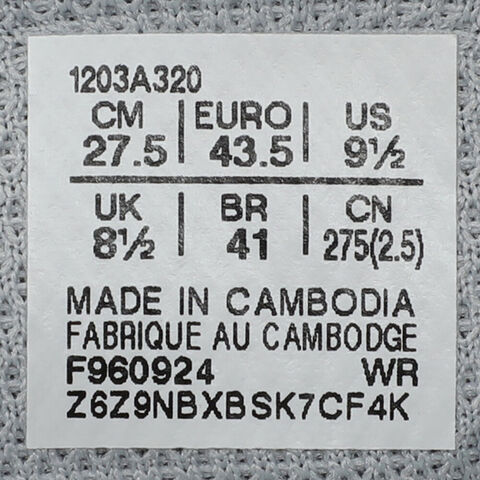 1203A320
CM | EURO | US
27.5 | 43.5 | 9½
UK | BR | CN
8½ | 41 | 275(2.5)
MADE IN CAMBODIA
FABRIQUE AU CAMBODGE
F960924 WR
Z6Z9NBXBSK7CF4K